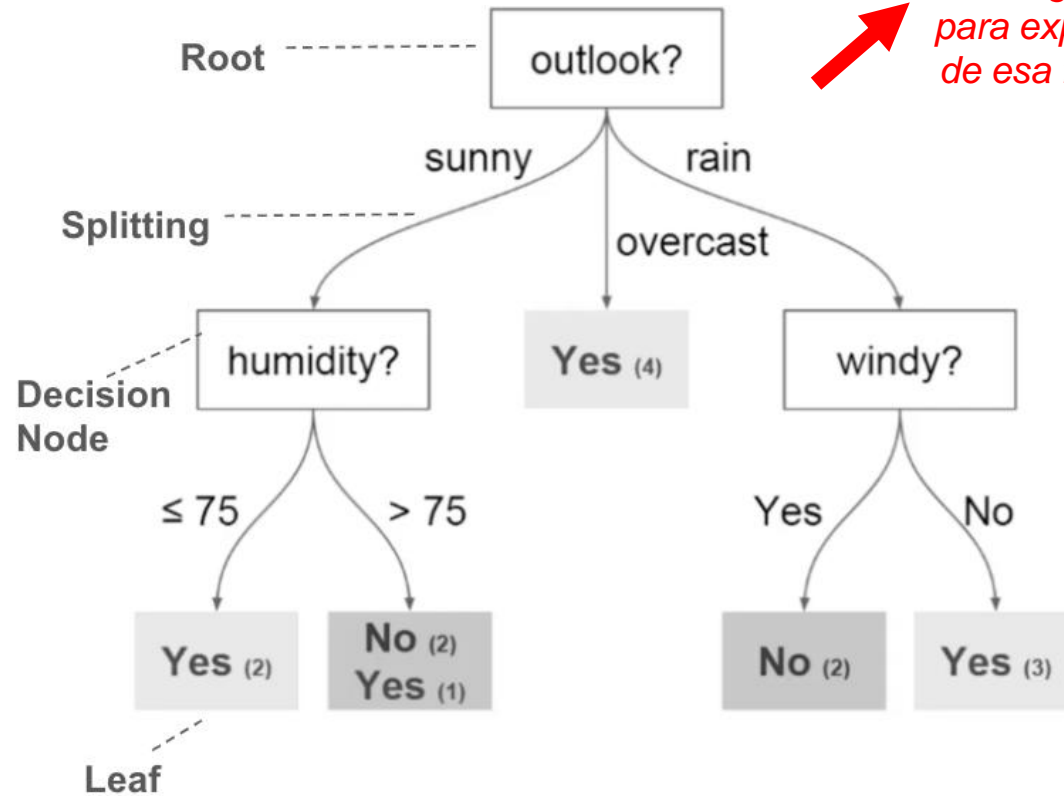 para exp
de esa
Root
outlook?
sunny
rain
Splitting
overcast
humidity?
Yes (4)
windy?
Decision
Node
≤ 75
> 75
Yes
No
Yes (2)
No (2)
Yes (1)
No (2)
Yes (3)
Leaf